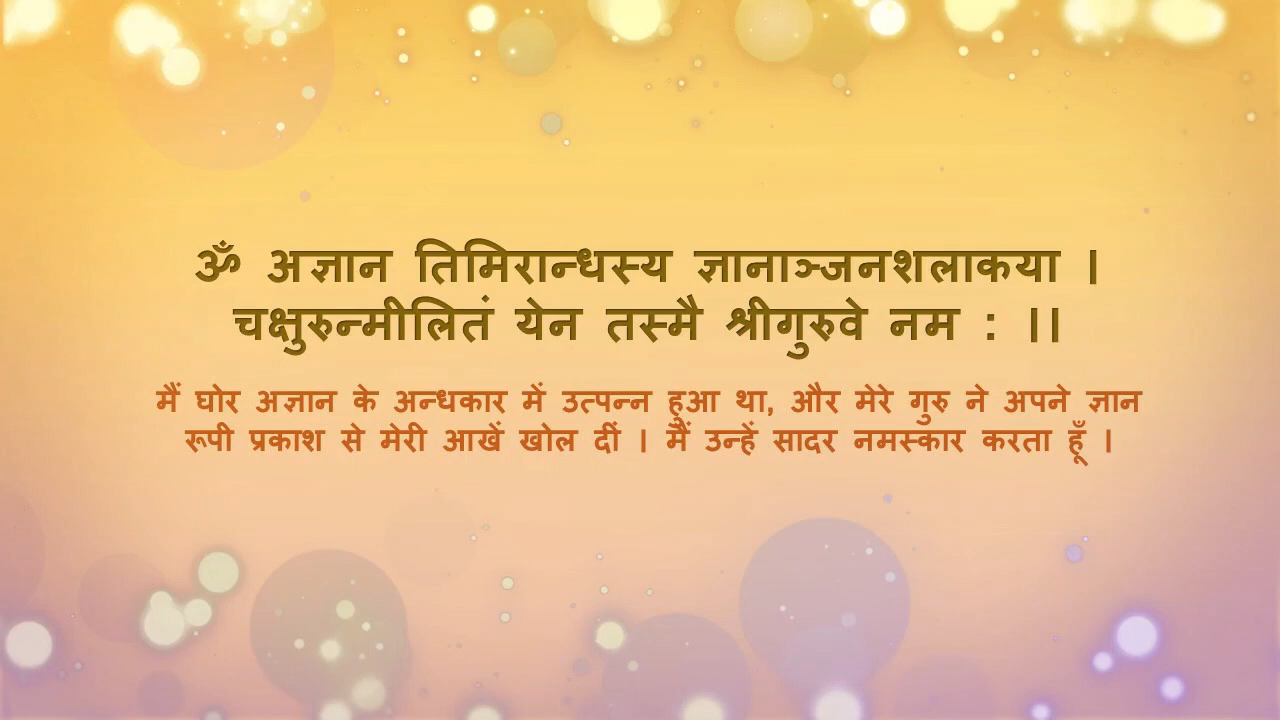 ॐ अज्ञान तिमिरान्धस्य ज्ञानाञ्जनशलाकया ।
चक्षुरुन्मीलितं येन तस्मै श्रीगुरुवे नम : ।।
मैं घोर अज्ञान के अन्धकार में उत्पन्न हुआ था, और मेरे गुरु ने अपने ज्ञान
रूपी प्रकाश से मेरी आखें खोल दीं । मैं उन्हें सादर नमस्कार करता हूँ ।